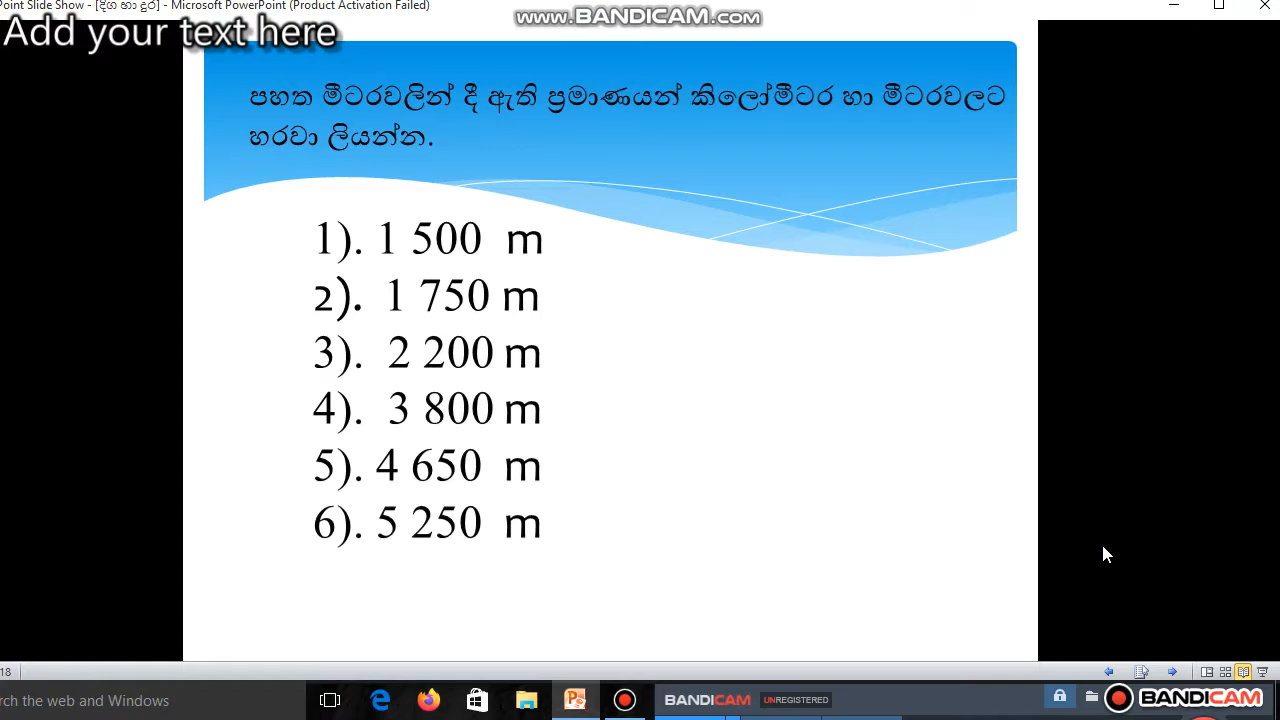 Point Slide Show - [දිග හා දුර] - Microsoft PowerPoint (Product Activation Failed)
www.BANDICAM.com
Add your text here
පහත මීටරවලින් දී ඇති ප්‍රමාණයන් කිලෝමීටර හා මීටරවලට
හරවා ලියන්න.
1). 1 500 m
2). 1 750 m
3). 2 200 m
4). 3 800 m
5). 4 650 m
6). 5 250 m
18
rch the web and Windows
BANDICAM UNREGISTERED
BANDICAM